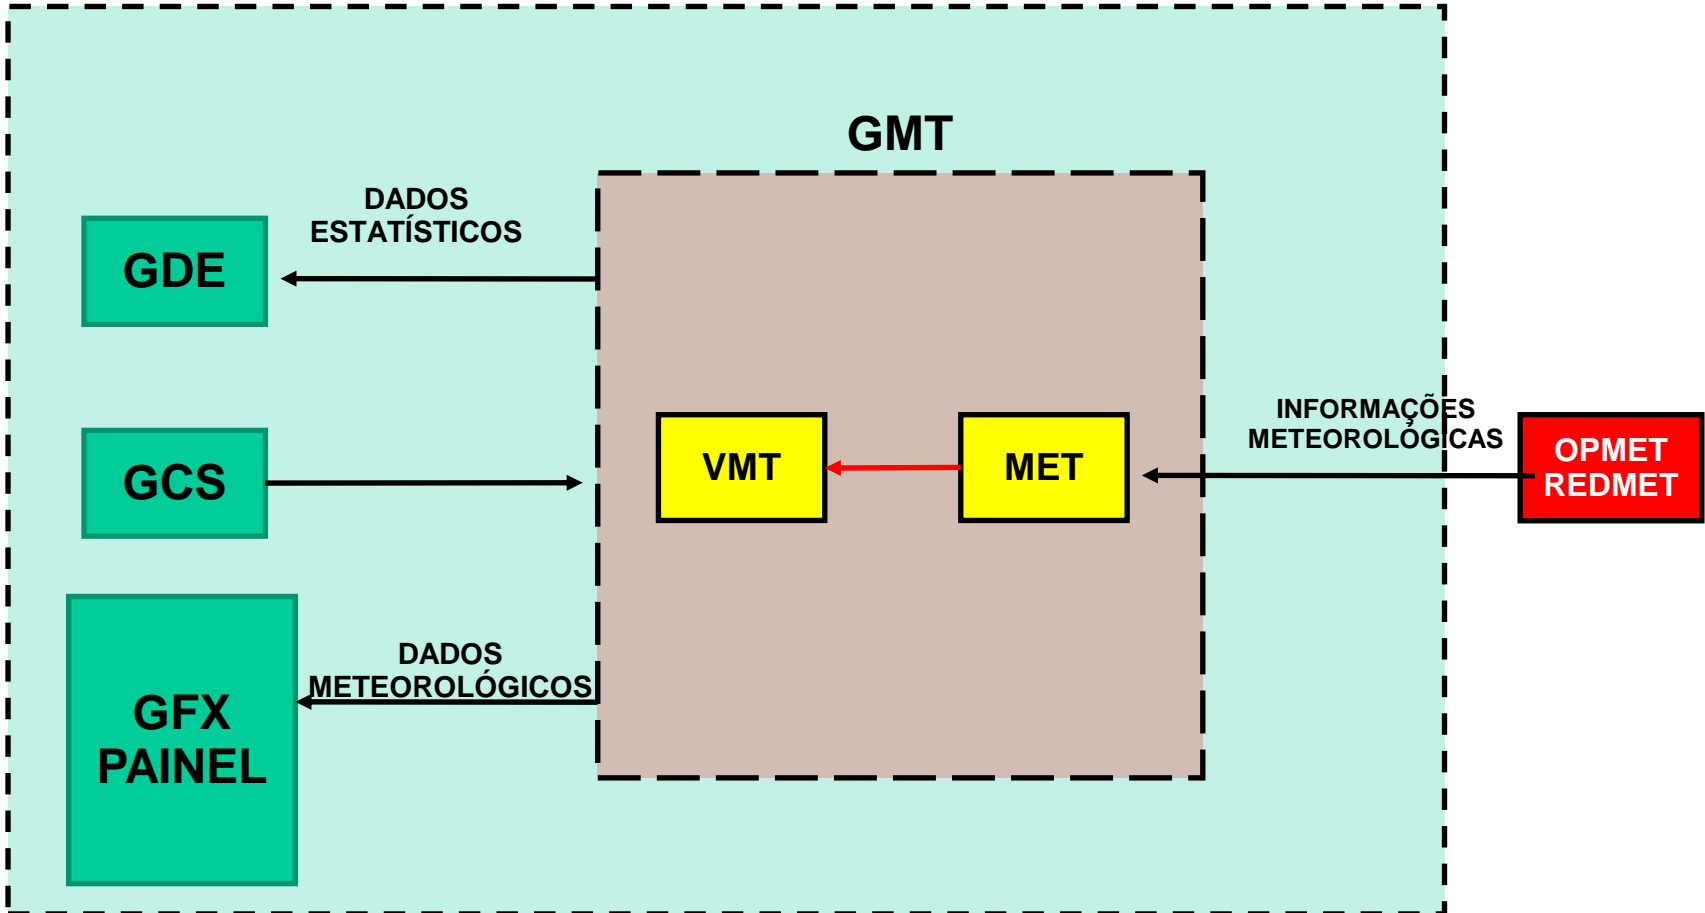 GMT
DADOS
ESTATÍSTICOS
GDE
INFORMAÇÕES
METEOROLÓGICAS
VMT
MET
OPMET
REDMET
GCS
DADOS
METEOROLÓGICOS
GFX
PAINEL